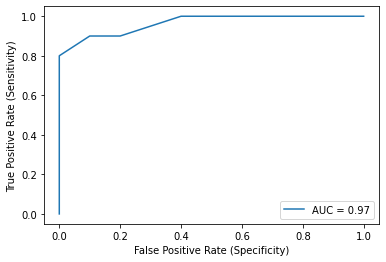 1.0
0.8
0.6
0.4
0.2
0.0
True Positive Rate (Sensitivity)
AUC = 0.97
0.0 0.2 0.4 0.6 0.8 1.0
False Positive Rate (Specificity)